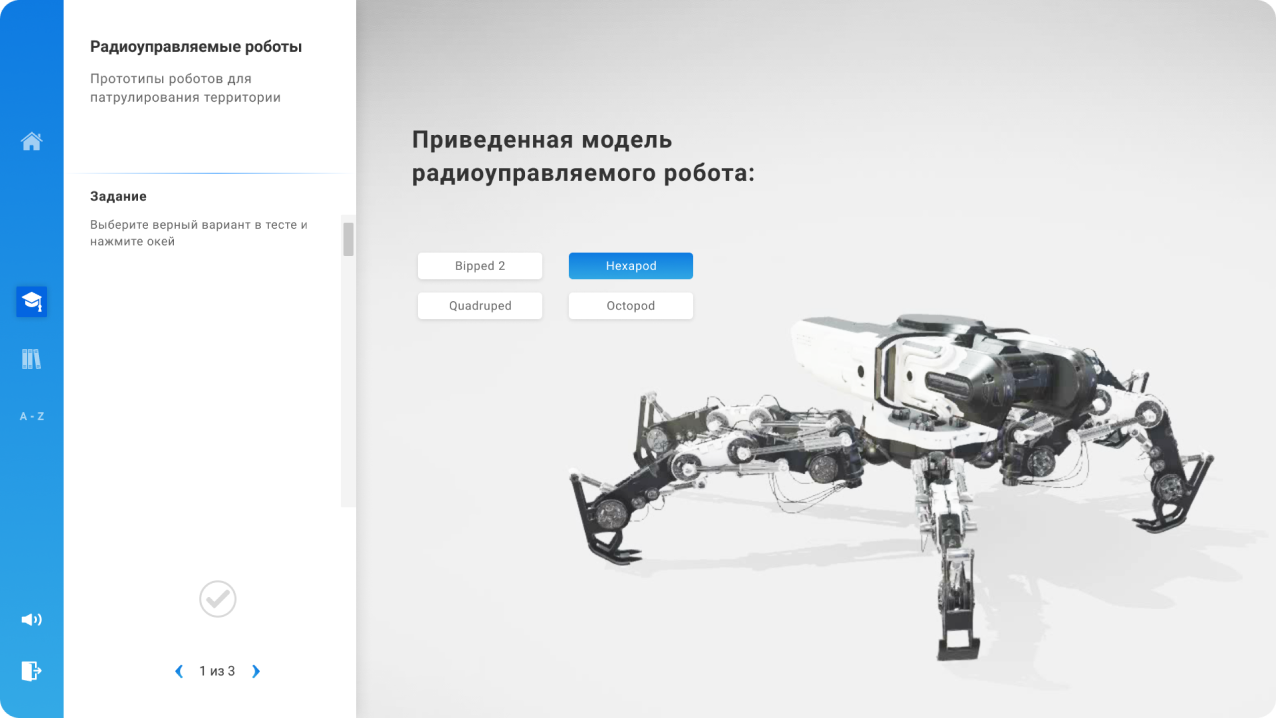 Радиоуправляемые роботы
Прототипы роботов для
патрулирования территории
Задание
Выберите верный вариант в тесте и
нажмите окей
A - Z
1 из 3
Приведенная модель
радиоуправляемого робота:
Bipped 2
Hexapod
Quadruped
Octopod